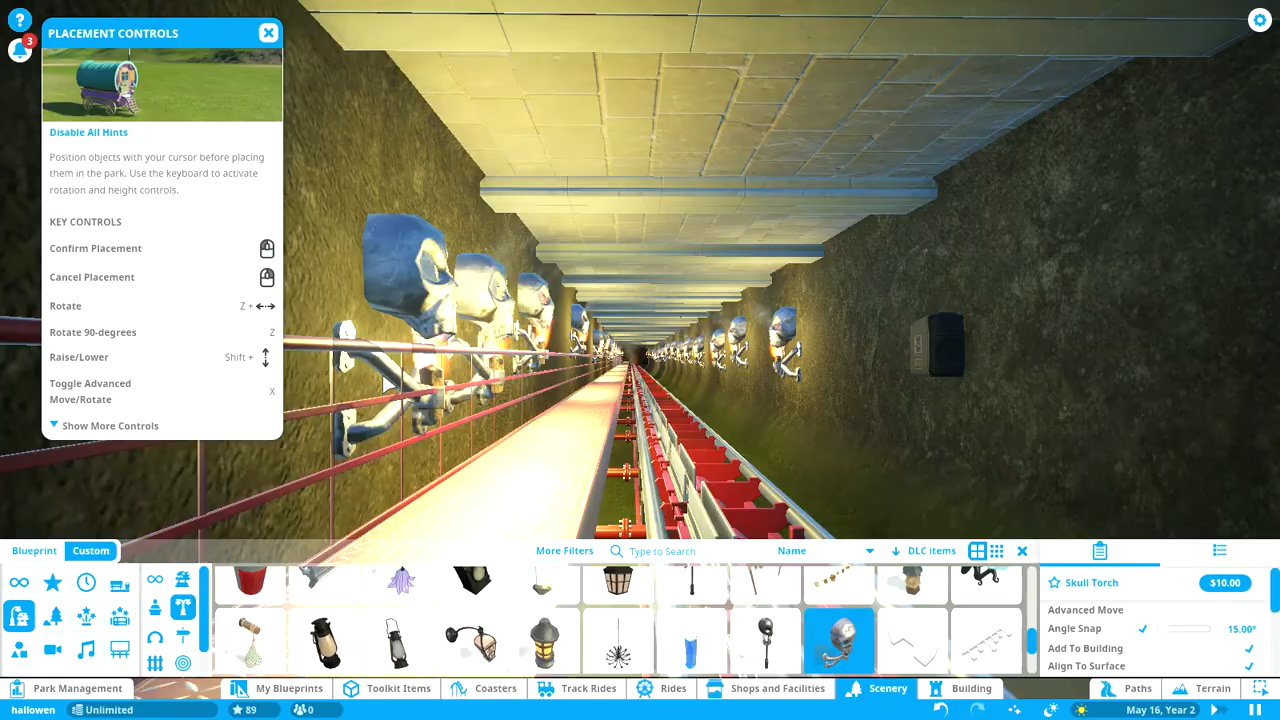 ?
3
PLACEMENT CONTROLS
Disable All Hints
Position objects with your cursor before placing
them in the park. Use the keyboard to activate
rotation and height controls.
KEY CONTROLS
Confirm Placement
Cancel Placement
Rotate Z +
Rotate 90-degrees Z
Raise/Lower Shift +
Toggle Advanced
Move/Rotate X
Show More Controls
Blueprint Custom More Filters Type to Search Name DLC items
Skull Torch $10.00
Advanced Move
Angle Snap 15.00°
Add To Building
Align To Surface
Park Management My Blueprints Toolkit Items Coasters Track Rides Rides Shops and Facilities Scenery Building Paths Terrain
hallowen Unlimited 89 0 May 16, Year 2